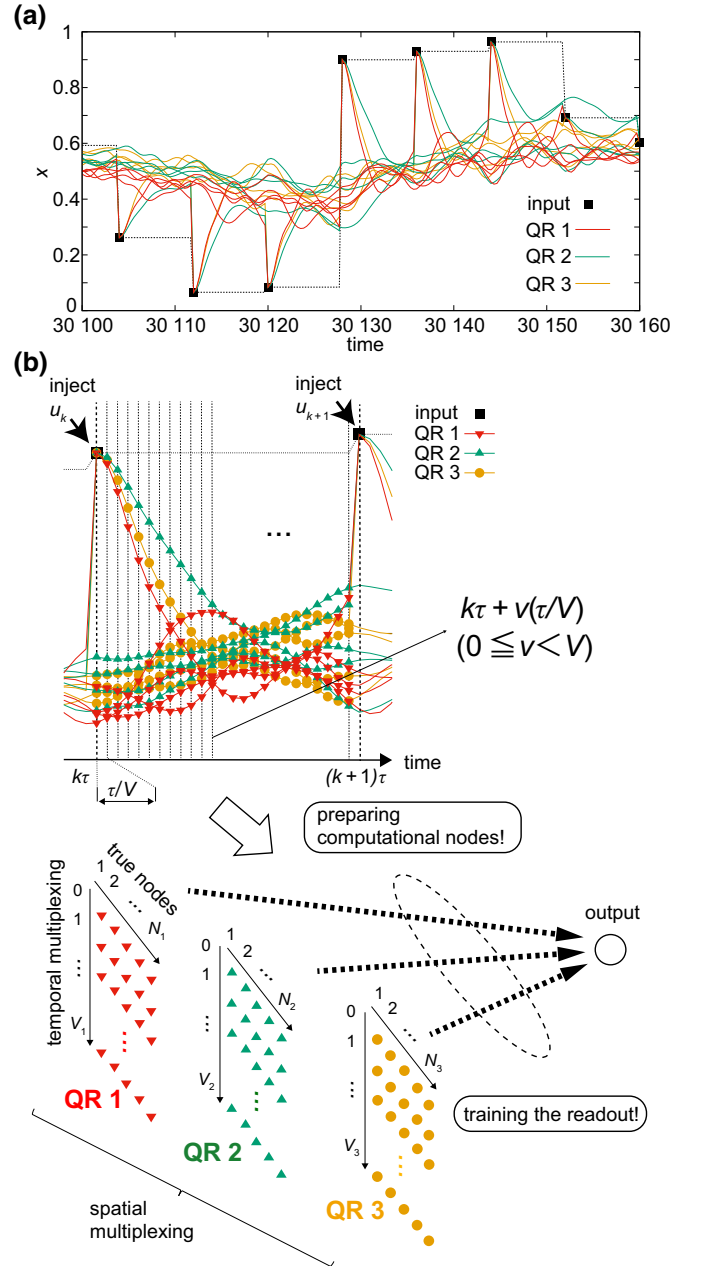 (a)
1
0.8
0.6
0.4
0.2
0
x
30 100
30 110
30 120
30 130
30 140
30 150
30 160
time
input
QR 1
QR 2
QR 3
(b)
inject
u_k
inject
u_{k+1}
input
QR 1
QR 2
QR 3
...
kτ + v(τ/V)
(0 ≦ v < V)
time
kτ
(k+1)τ
τ/V
preparing
computational nodes!
temporal multiplexing
true nodes
0
1
...
V_1
1
2
...
N_1
...
QR 1
0
1
...
V_2
1
2
...
N_2
...
QR 2
0
1
...
V_3
1
2
...
N_3
...
QR 3
output
training the readout!
spatial
multiplexing